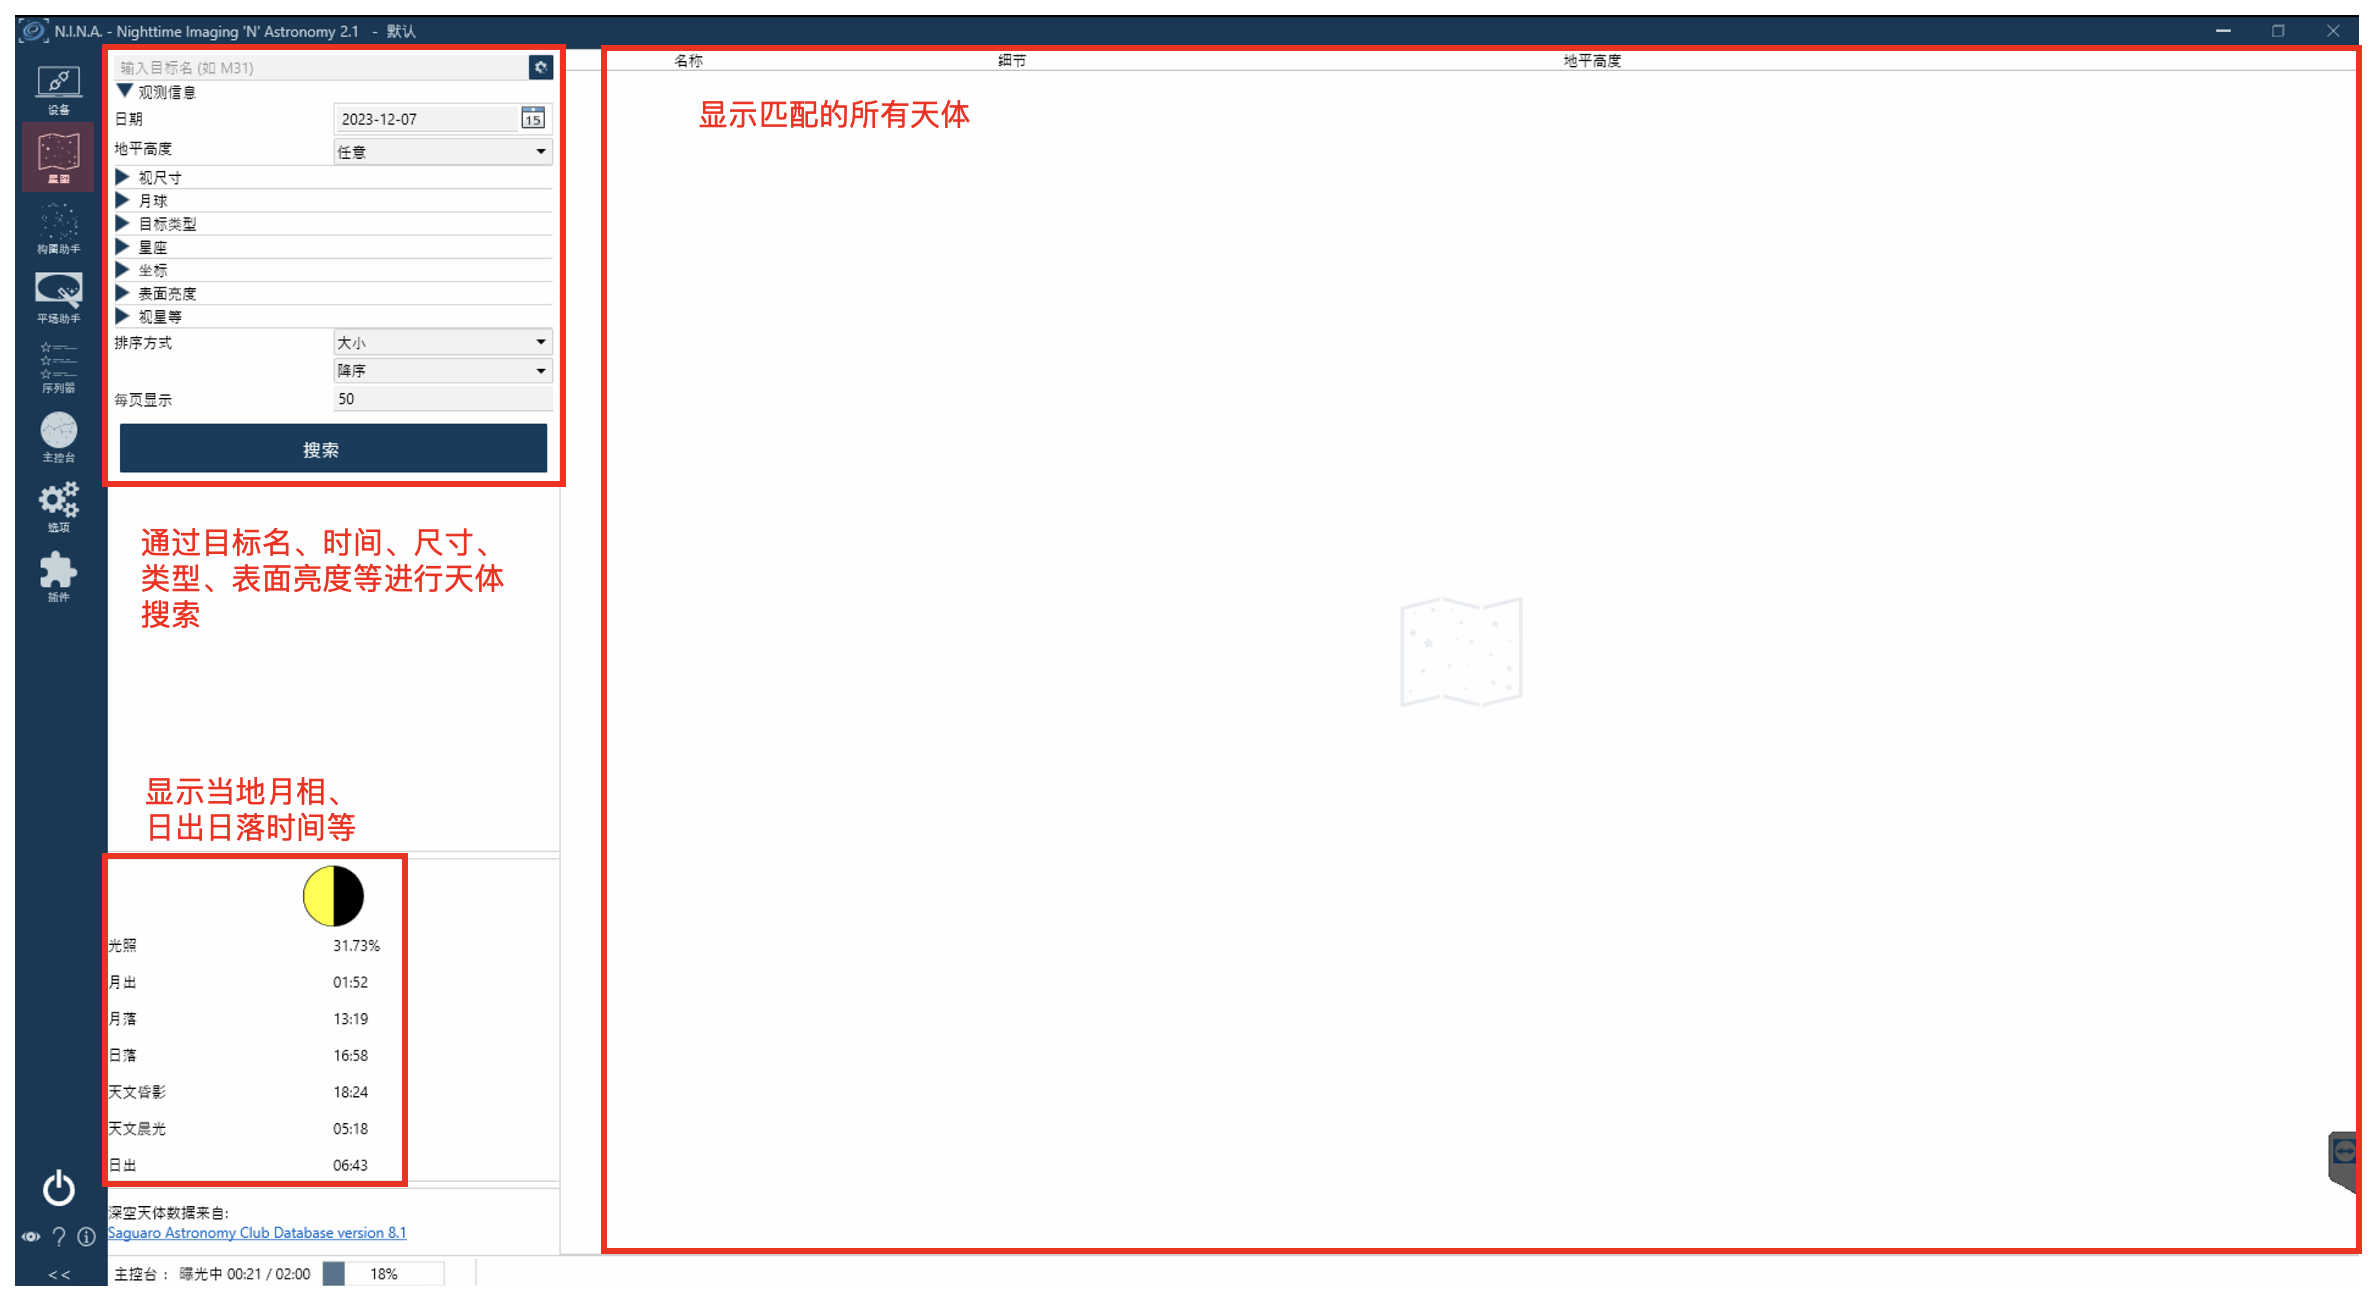 N.I.N.A. - Nighttime Imaging 'N' Astronomy 2.1 - 默认
设备
星图
构图助手
平场助手
序列器
主控台
选项
插件
<<
输入目标名 (如 M31)
观测信息
日期 2023-12-07 15
地平高度 任意
视尺寸
月球
目标类型
星座
坐标
表面亮度
视星等
排序方式 大小
降序
每页显示 50
搜索
通过目标名、时间、尺寸、
类型、表面亮度等进行天体
搜索
显示当地月相、
日出日落时间等
光照 31.73%
月出 01:52
月落 13:19
日落 16:58
天文昏影 18:24
天文晨光 05:18
日出 06:43
深空天体数据来自:
Saguaro Astronomy Club Database version 8.1
主控台： 曝光中 00:21 / 02:00 18%
名称 细节 地平高度
显示匹配的所有天体